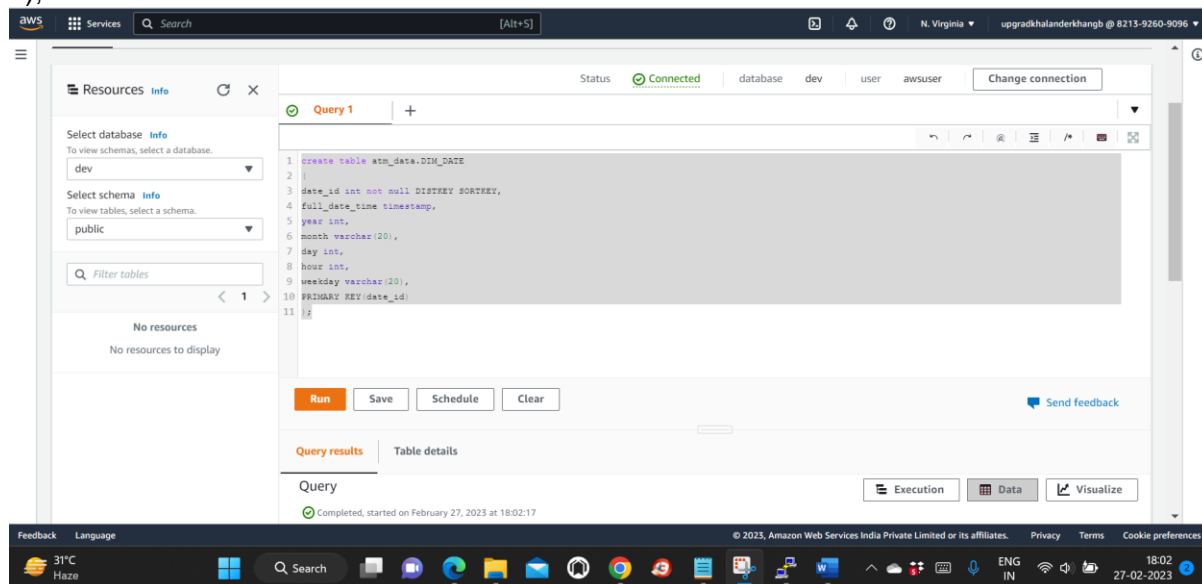 );
aws Services Search [Alt+S] N. Virginia upgradkhalanderkhangb @ 8213-9260-9096
Resources Info
Status Connected database dev user awsuser Change connection
Query 1 +
Select database Info
To view schemas, select a database.
dev
Select schema Info
To view tables, select a schema.
public
Filter tables
1
No resources
No resources to display
1 create table atm_data.DIM_DATE
2 (
3 date_id int not null DISTKEY SORTKEY,
4 full_date_time timestamp,
5 year int,
6 month varchar(20),
7 day int,
8 hour int,
9 weekday varchar(20),
10 PRIMARY KEY(date_id)
11 );
Run Save Schedule Clear
Send feedback
Query results Table details
Query
Execution Data Visualize
Completed, started on February 27, 2023 at 18:02:17
Feedback Language © 2023, Amazon Web Services India Private Limited or its affiliates. Privacy Terms Cookie preferences
31°C
Haze
Search
ENG
IN
18:02
27-02-2023
2